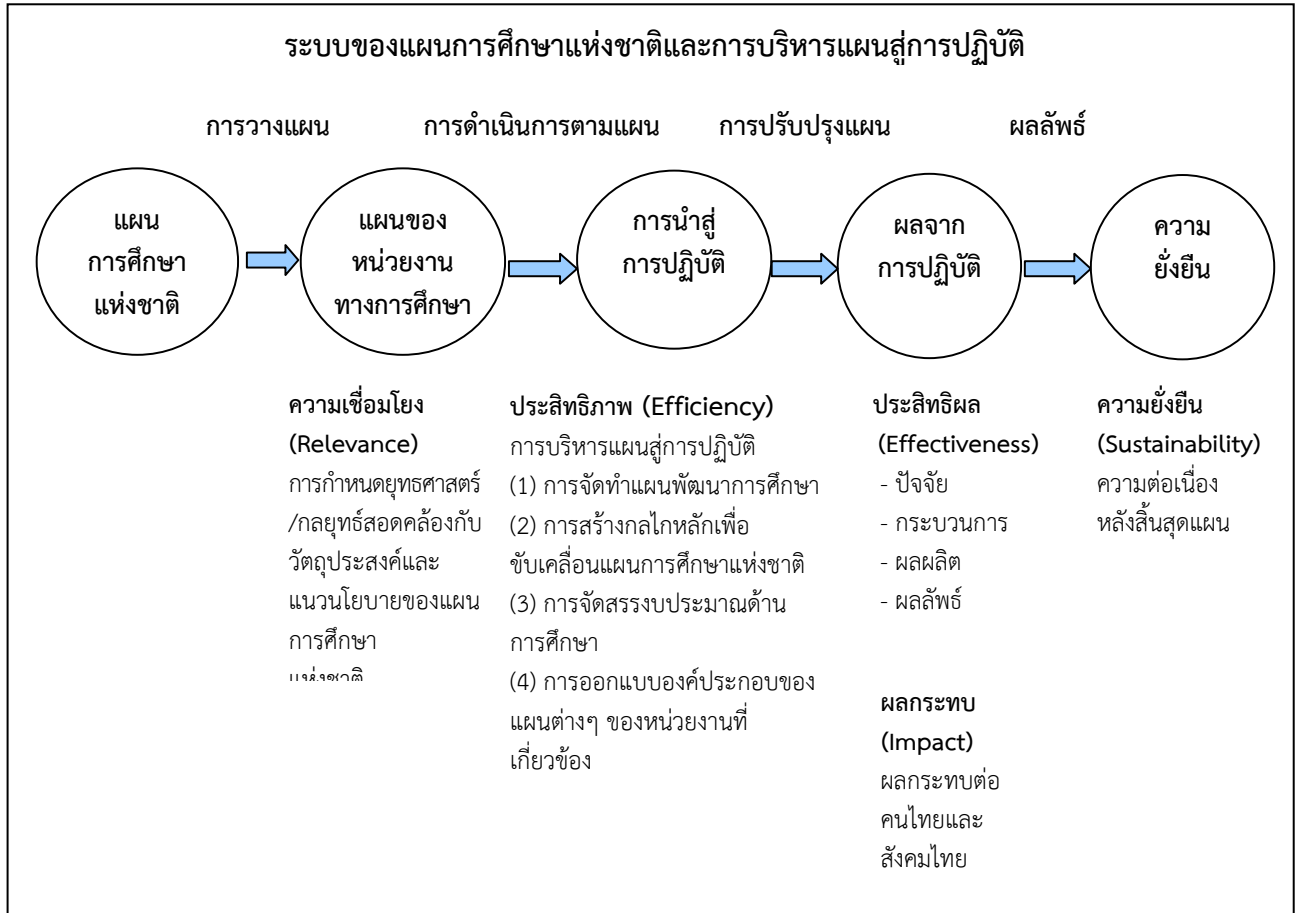 ระบบของแผนการศึกษาแห่งชาติและการบริหารแผนสู่การปฏิบัติ
การวางแผน
การดำเนินการตามแผน
การปรับปรุงแผน
ผลลัพธ์
แผน
การศึกษา
แห่งชาติ
แผนของ
หน่วยงาน
ทางการศึกษา
การนำสู่
การปฏิบัติ
ผลจาก
การปฏิบัติ
ความ
ยั่งยืน
ความเชื่อมโยง
(Relevance)
การกำหนดยุทธศาสตร์
/กลยุทธ์สอดคล้องกับ
วัตถุประสงค์และ
แนวนโยบายของแผน
การศึกษา
แห่งชาติ
ประสิทธิภาพ (Efficiency)
การบริหารแผนสู่การปฏิบัติ
(1) การจัดทำแผนพัฒนาการศึกษา
(2) การสร้างกลไกหลักเพื่อ
ขับเคลื่อนแผนการศึกษาแห่งชาติ
(3) การจัดสรรงบประมาณด้าน
การศึกษา
(4) การออกแบบองค์ประกอบของ
แผนต่างๆ ของหน่วยงานที่
เกี่ยวข้อง
ประสิทธิผล
(Effectiveness)
- ปัจจัย
- กระบวนการ
- ผลผลิต
- ผลลัพธ์
ผลกระทบ
(Impact)
ผลกระทบต่อ
คนไทยและ
สังคมไทย
ความยั่งยืน
(Sustainability)
ความต่อเนื่อง
หลังสิ้นสุดแผน